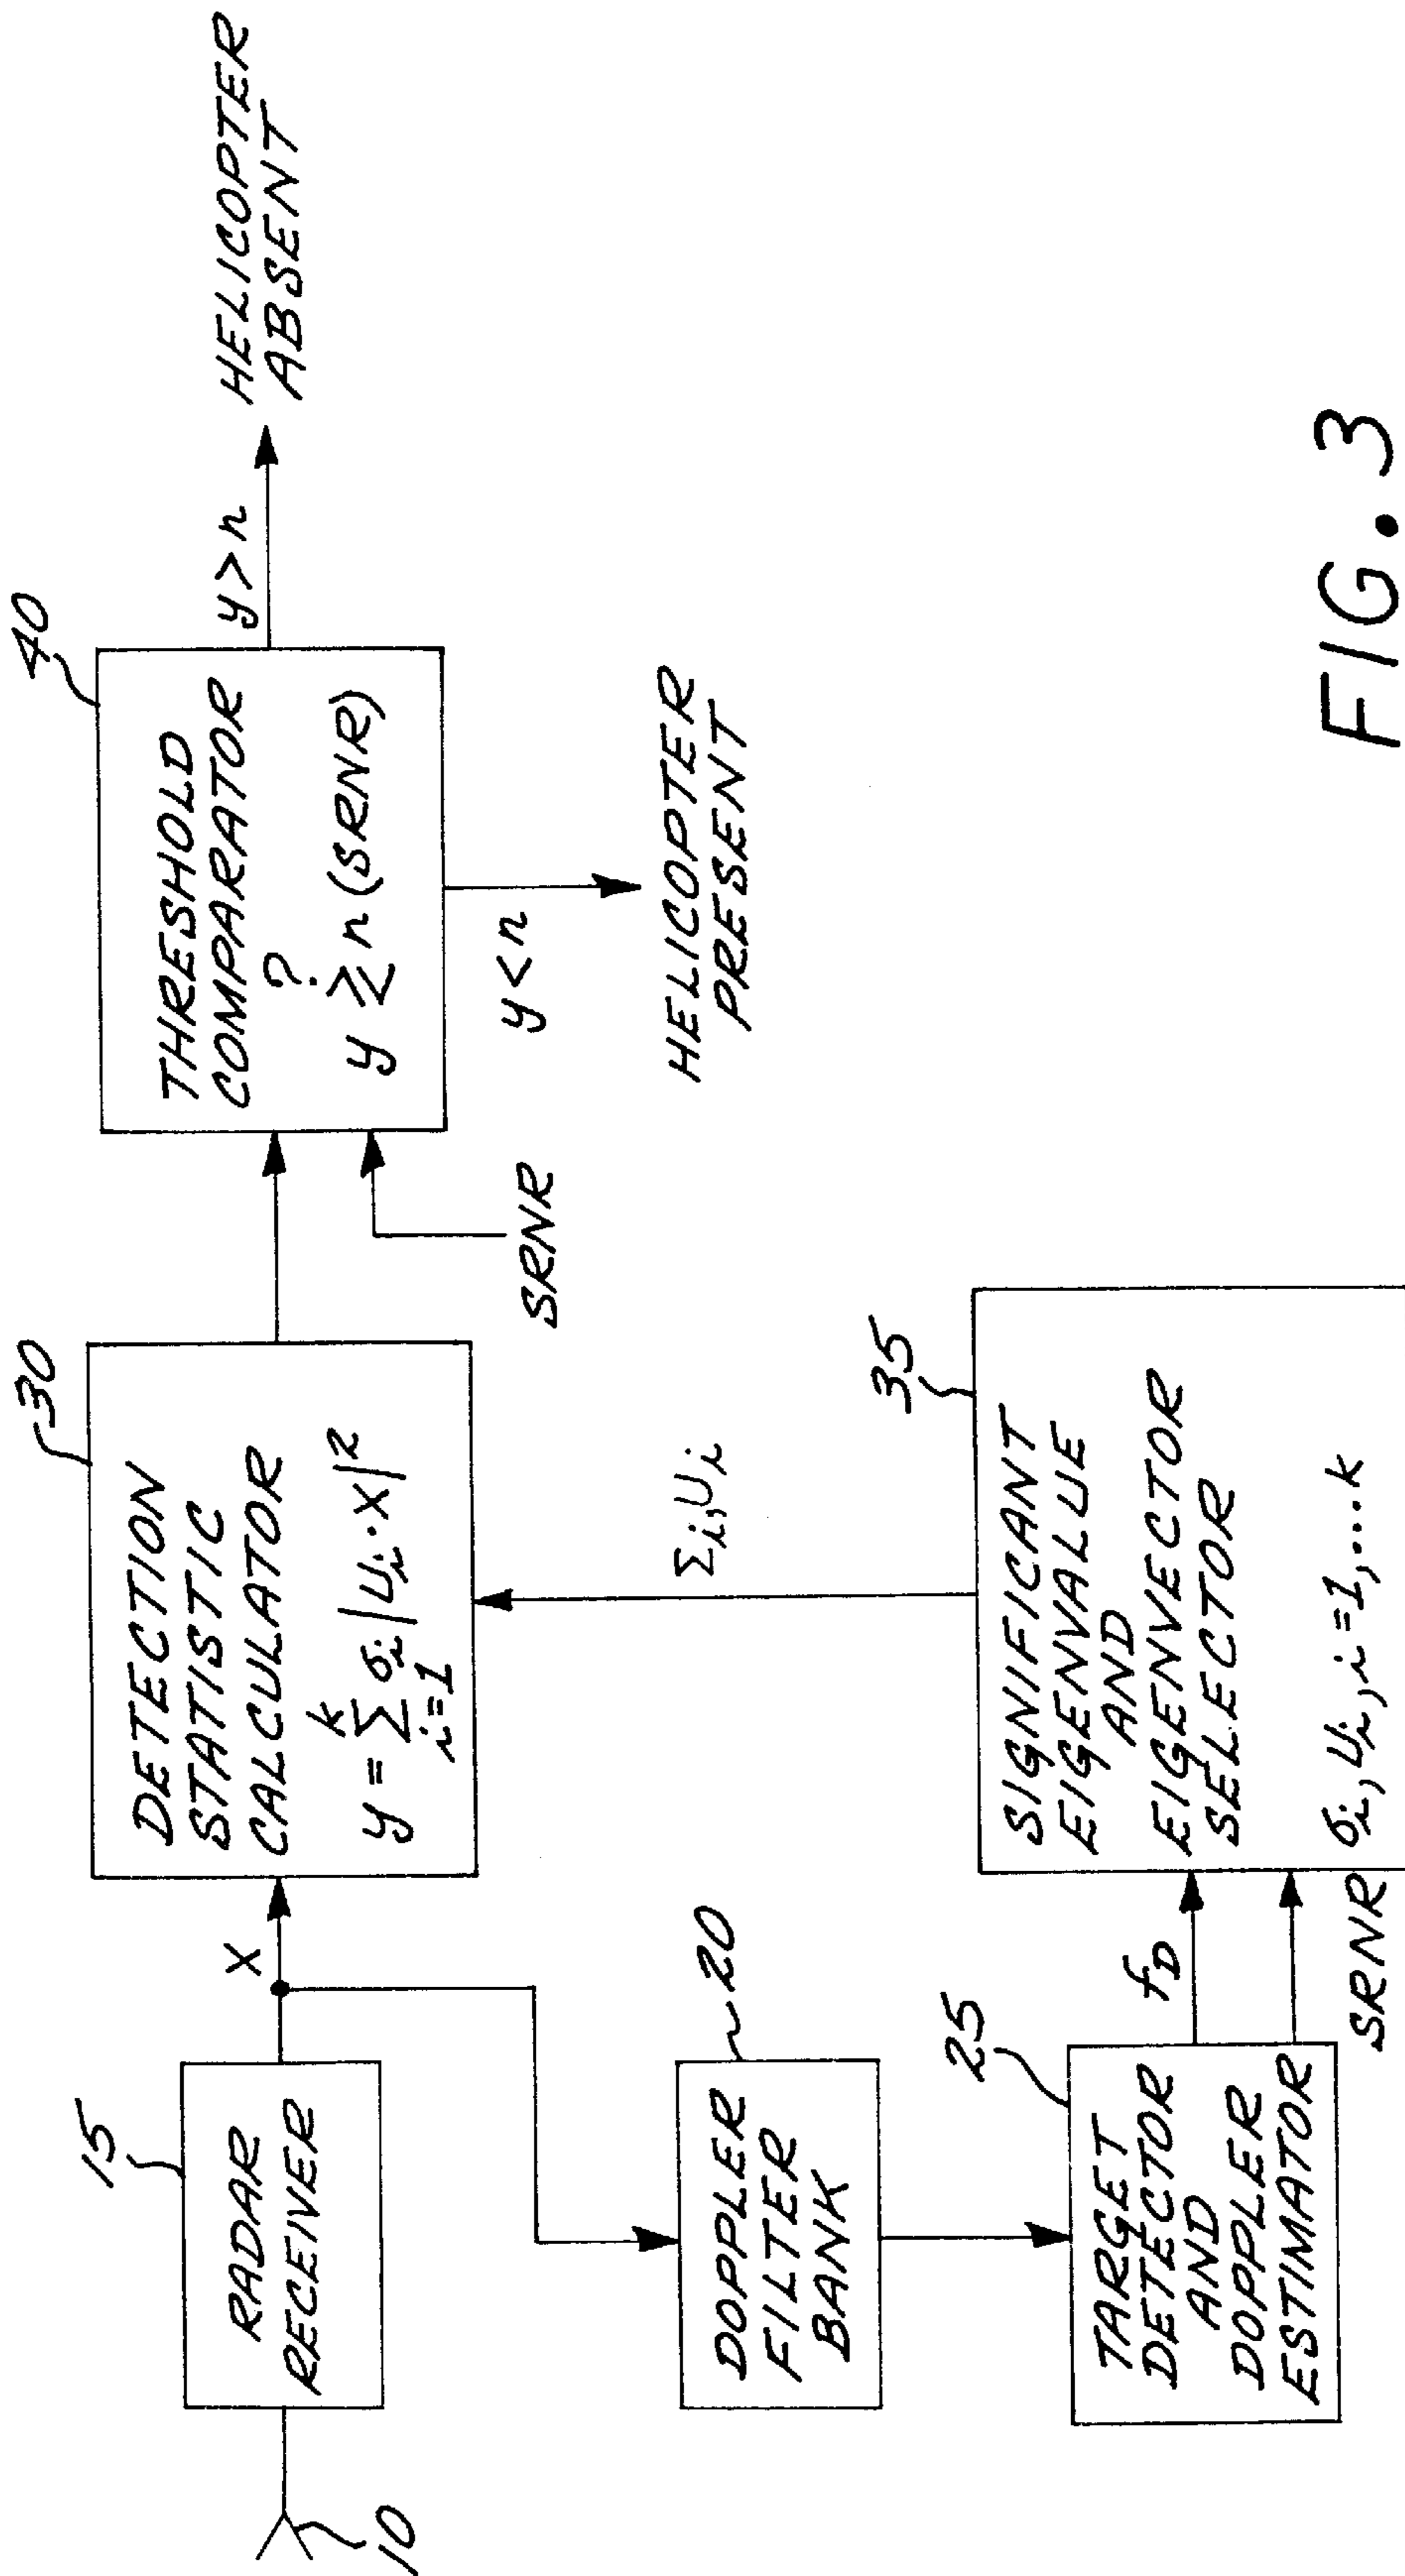 10
15
RADAR
RECEIVER
X
30
DETECTION
STATISTIC
CALCULATOR
y = k∑i=1 σi |Ui·X|²
40
THRESHOLD
COMPARATOR
?
y ≥ n (SRNR)
y > n
HELICOPTER
ABSENT
y < n
HELICOPTER
PRESENT
SRNR
20
DOPPLER
FILTER
BANK
25
TARGET
DETECTOR
AND
DOPPLER
ESTIMATOR
fD
SRNR
35
SIGNIFICANT
EIGENVALUE
AND
EIGENVECTOR
SELECTOR
σi, Ui, i=1,....k
Σi, Ui
FIG. 3